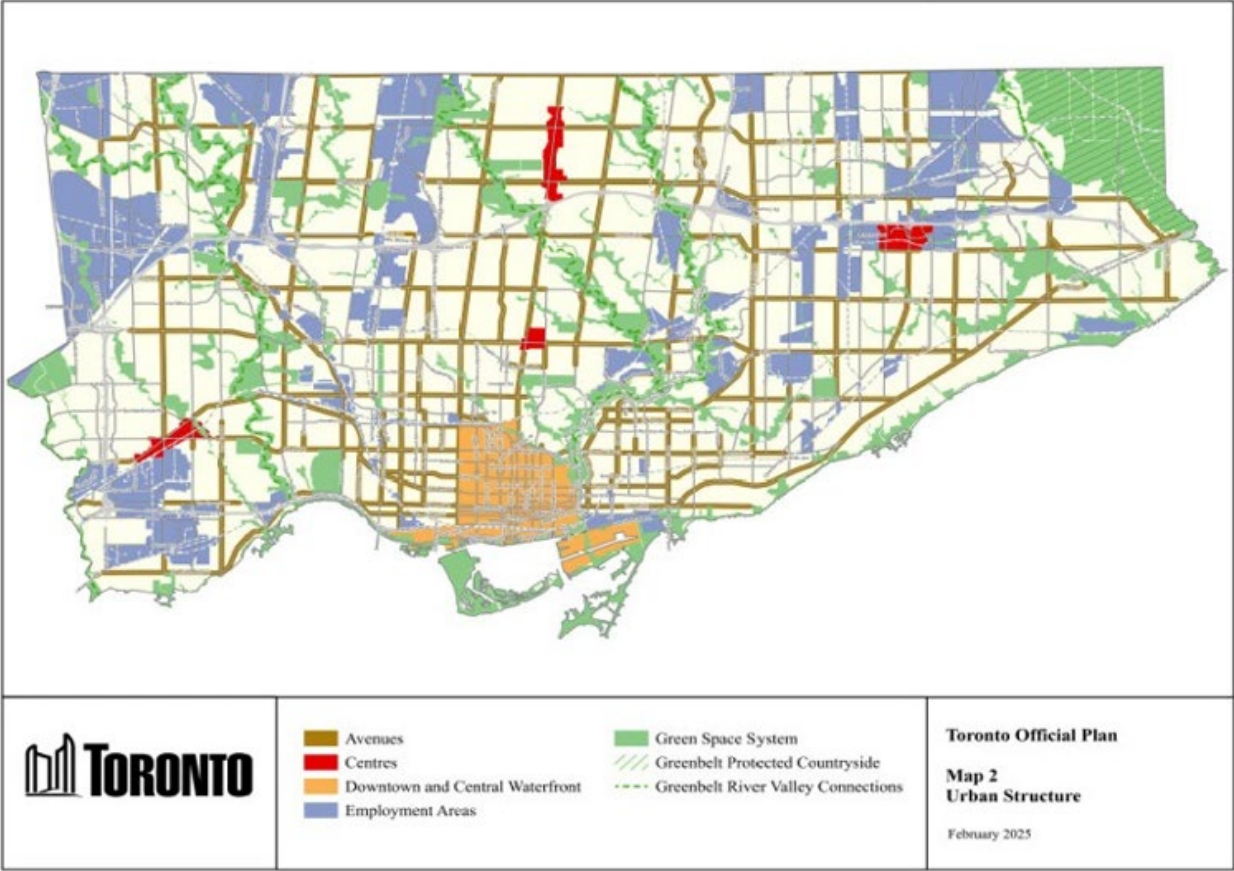 TORONTO
Avenues
Centres
Downtown and Central Waterfront
Employment Areas
Green Space System
Greenbelt Protected Countryside
Greenbelt River Valley Connections
Toronto Official Plan
Map 2
Urban Structure
February 2025